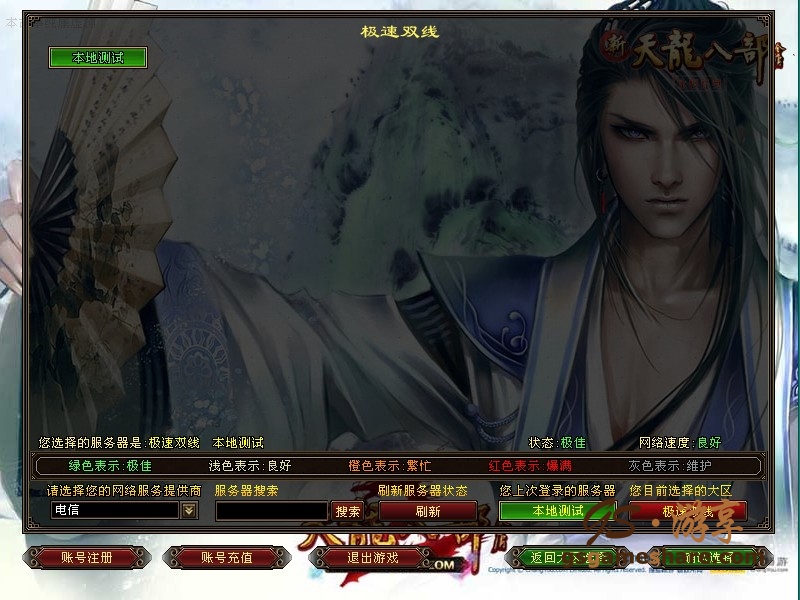 极速双线
新天龍八部
本地测试
您选择的服务器是:极速双线 本地测试 状态:极佳 网络速度:良好
绿色表示:极佳 浅色表示:良好 橙色表示:繁忙 红色表示:爆满 灰色表示:维护
请选择您的网络服务提供商 服务器搜索 刷新服务器状态 您上次登录的服务器 您目前选择的大区
电信 搜索 刷新 本地测试
GS·游享
账号注册 账号充值 退出游戏